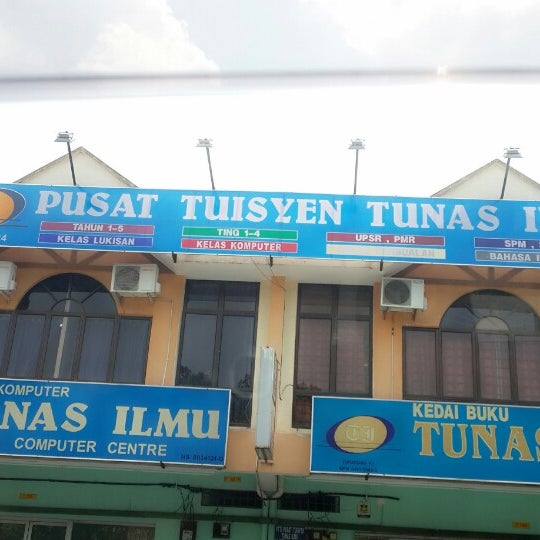 PUSAT TUISYEN TUNAS
TAHUN 1-6 TING 1-4 UPSR , PMR SPM ,
KELAS LUKISAN KELAS KOMPUTER BAHASA
KOMPUTER
NAS ILMU
COMPUTER CENTRE
KEDAI BUKU
TUNAS